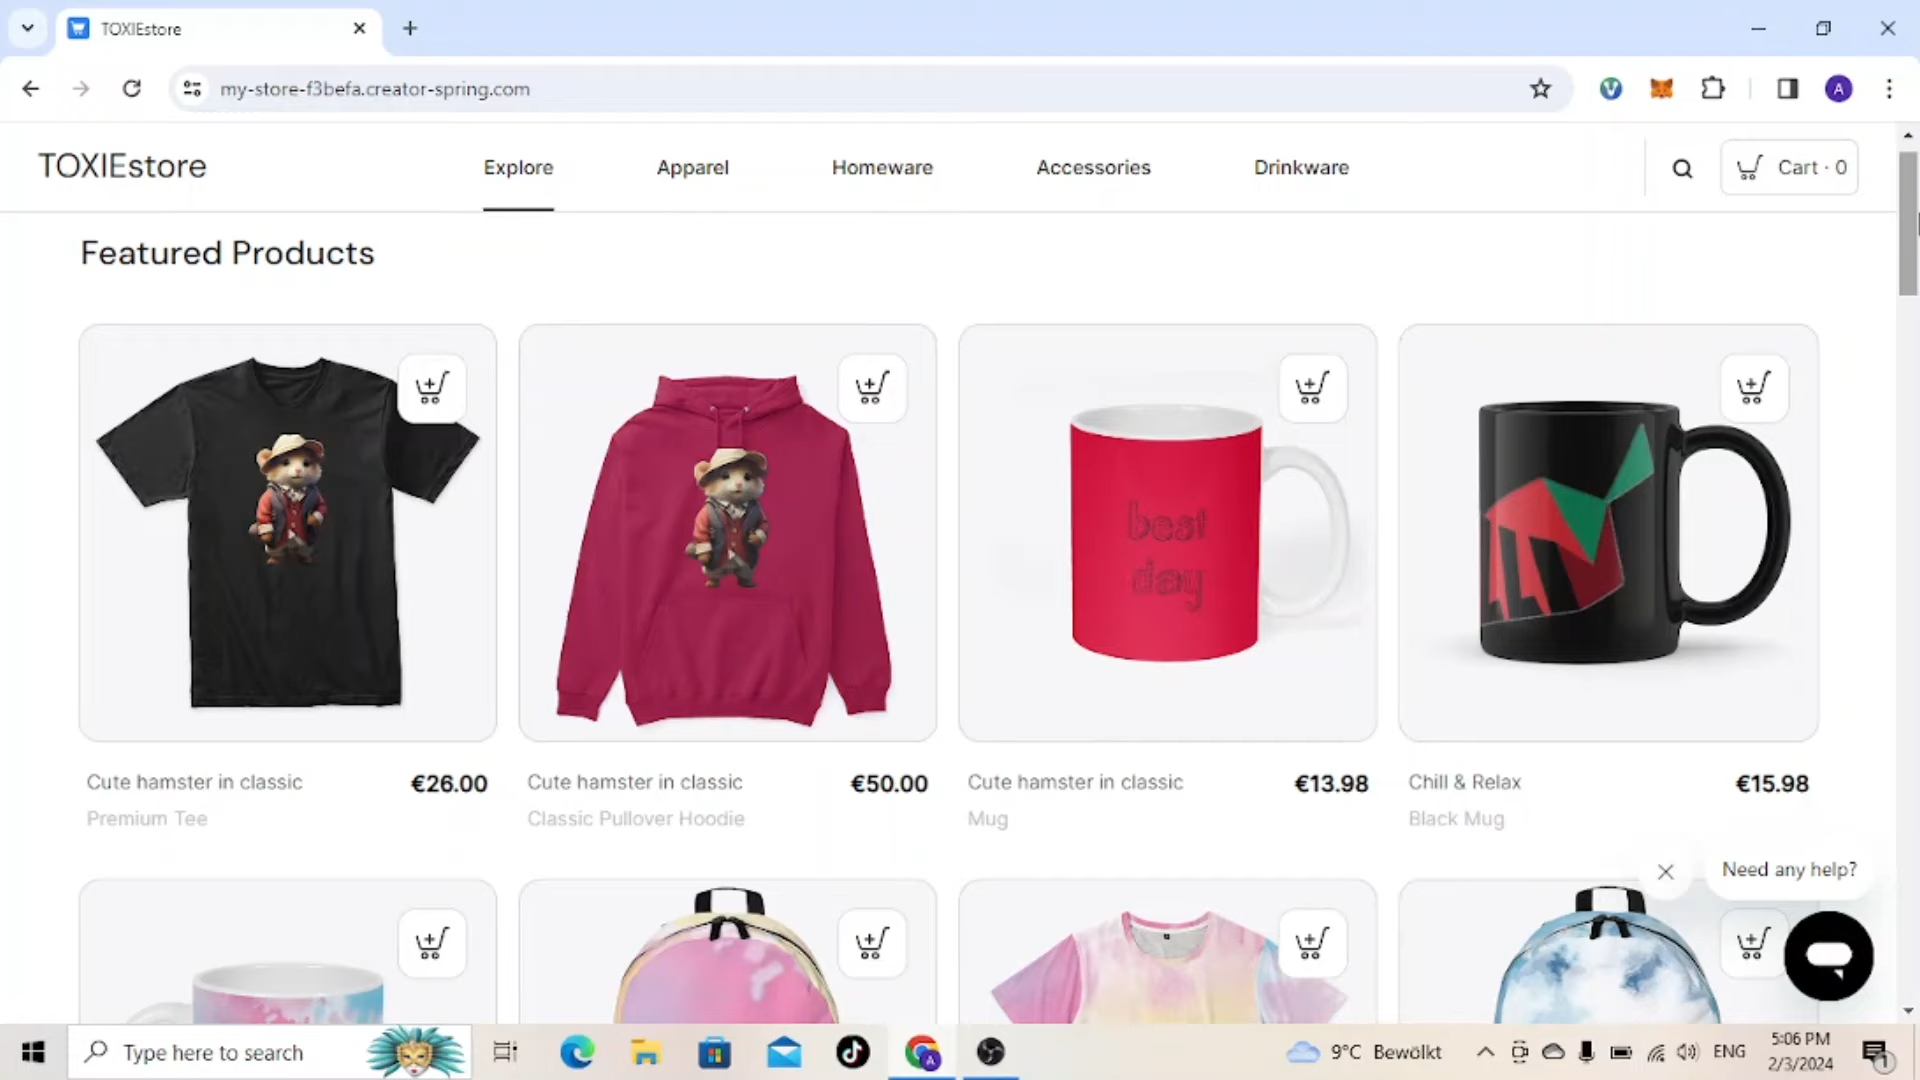 TOXIEstore
my-store-f3befa.creator-spring.com
A
TOXIEstore
Explore
Apparel
Homeware
Accessories
Drinkware
Cart · 0
Featured Products
best
day
Cute hamster in classic
€26.00
Premium Tee
Cute hamster in classic
€50.00
Classic Pullover Hoodie
Cute hamster in classic
€13.98
Mug
Chill & Relax
€15.98
Black Mug
Need any help?
Type here to search
A
9°C Bewölkt
ENG
5:06 PM
2/3/2024
1